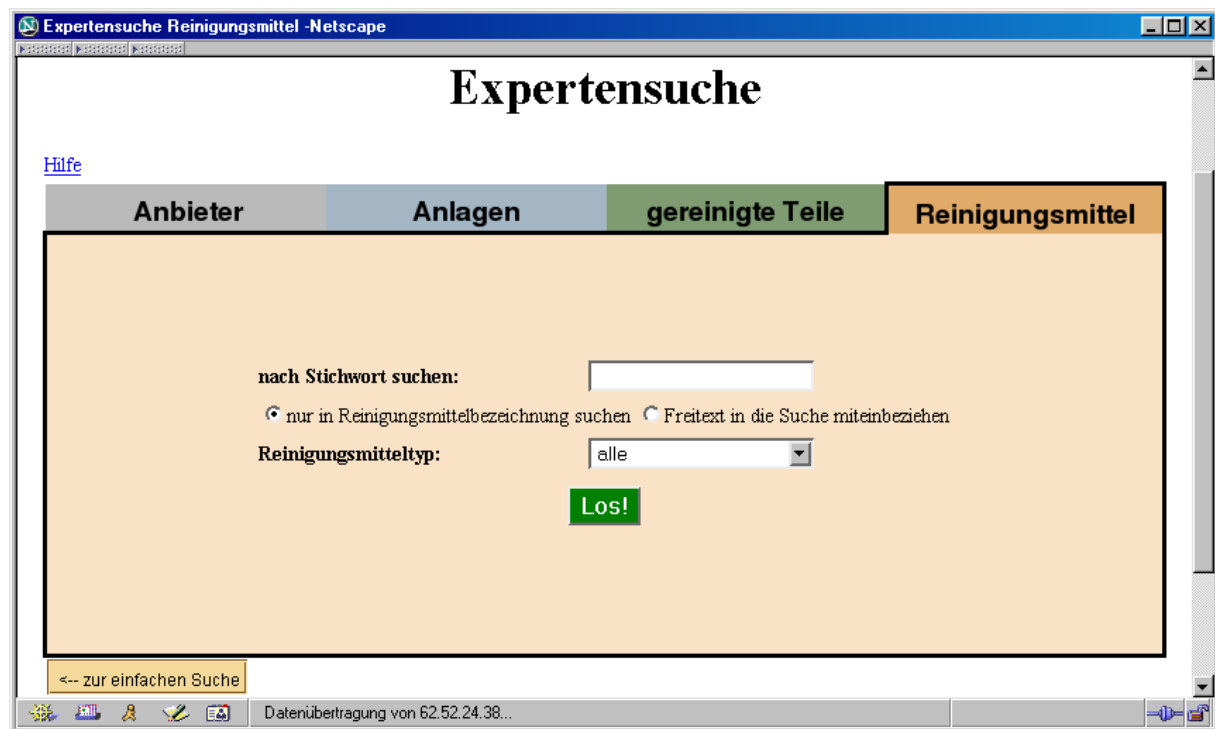 Expertensuche Reinigungsmittel -Netscape
Expertensuche
Hilfe
Anbieter Anlagen gereinigte Teile Reinigungsmittel
nach Stichwort suchen:
nur in Reinigungsmittelbezeichnung suchen Freitext in die Suche miteinbeziehen
Reinigungsmitteltyp: alle
Los!
<-- zur einfachen Suche
Datenübertragung von 62.52.24.38...